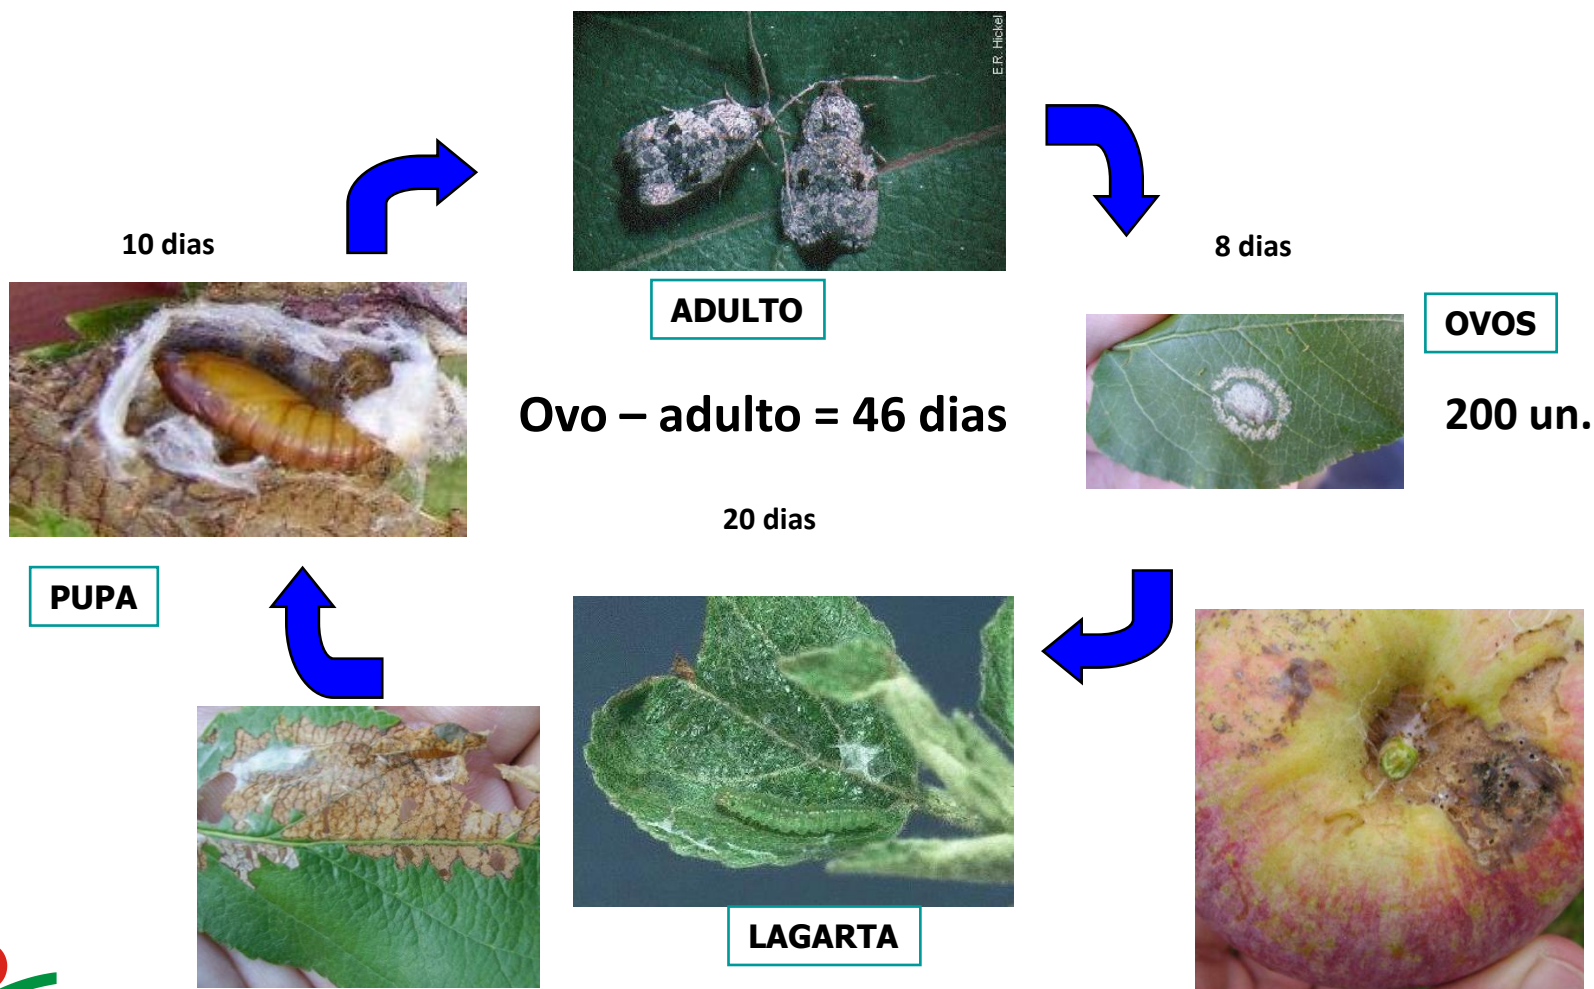 E.R. Hickel
10 dias
8 dias
ADULTO
OVOS
Ovo – adulto = 46 dias
200 un.
20 dias
PUPA
LAGARTA